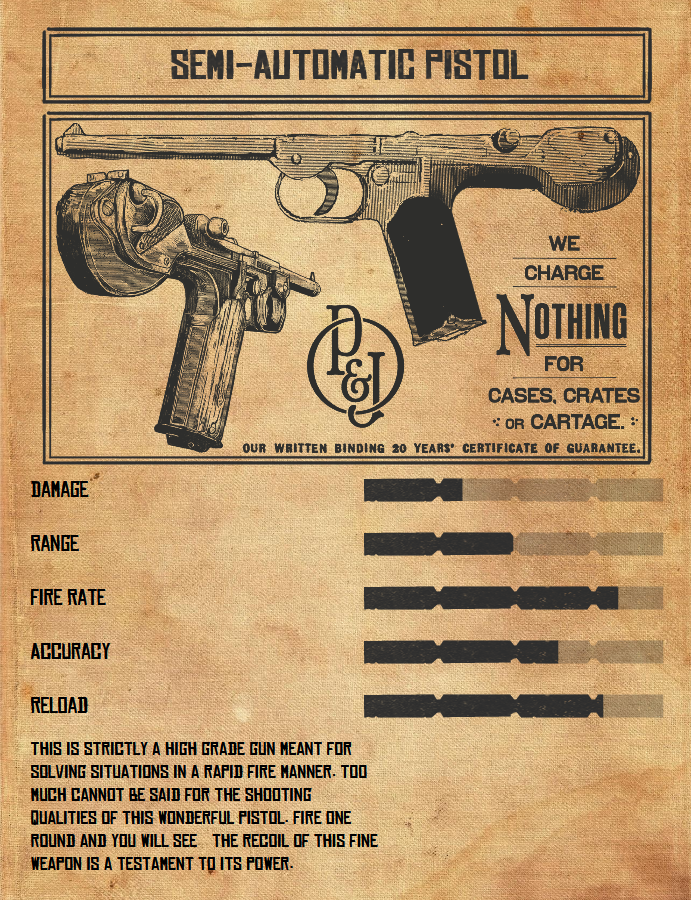 SEMI-AUTOMATIC PISTOL
WE
CHARGE
NOTHING
FOR
CASES, CRATES
OR CARTAGE.
P&J
OUR WRITTEN BINDING 20 YEARS' CERTIFICATE OF GUARANTEE.
DAMAGE
RANGE
FIRE RATE
ACCURACY
RELOAD
THIS IS STRICTLY A HIGH GRADE GUN MEANT FOR
SOLVING SITUATIONS IN A RAPID FIRE MANNER. TOO
MUCH CANNOT BE SAID FOR THE SHOOTING
QUALITIES OF THIS WONDERFUL PISTOL. FIRE ONE
ROUND AND YOU WILL SEE THE RECOIL OF THIS FINE
WEAPON IS A TESTAMENT TO ITS POWER.